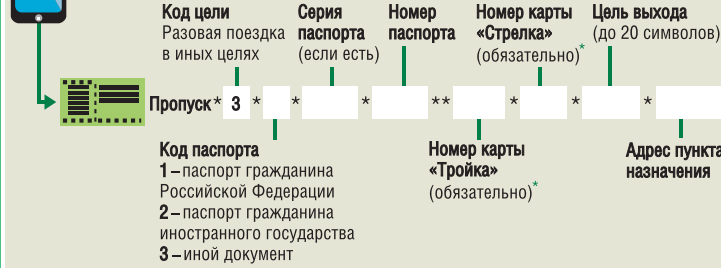 Код цели
Разовая поездка
в иных целях
Серия
паспорта
(если есть)
Номер
паспорта
Номер карты
«Стрелка»
(обязательно)*
Цель выхода
(до 20 символов)
Пропуск* 3 * * * ** * * *
Код паспорта
1 – паспорт гражданина
Российской Федерации
2 – паспорт гражданина
иностранного государства
3 – иной документ
Номер карты
«Тройка»
(обязательно)*
Адрес пункта
назначения